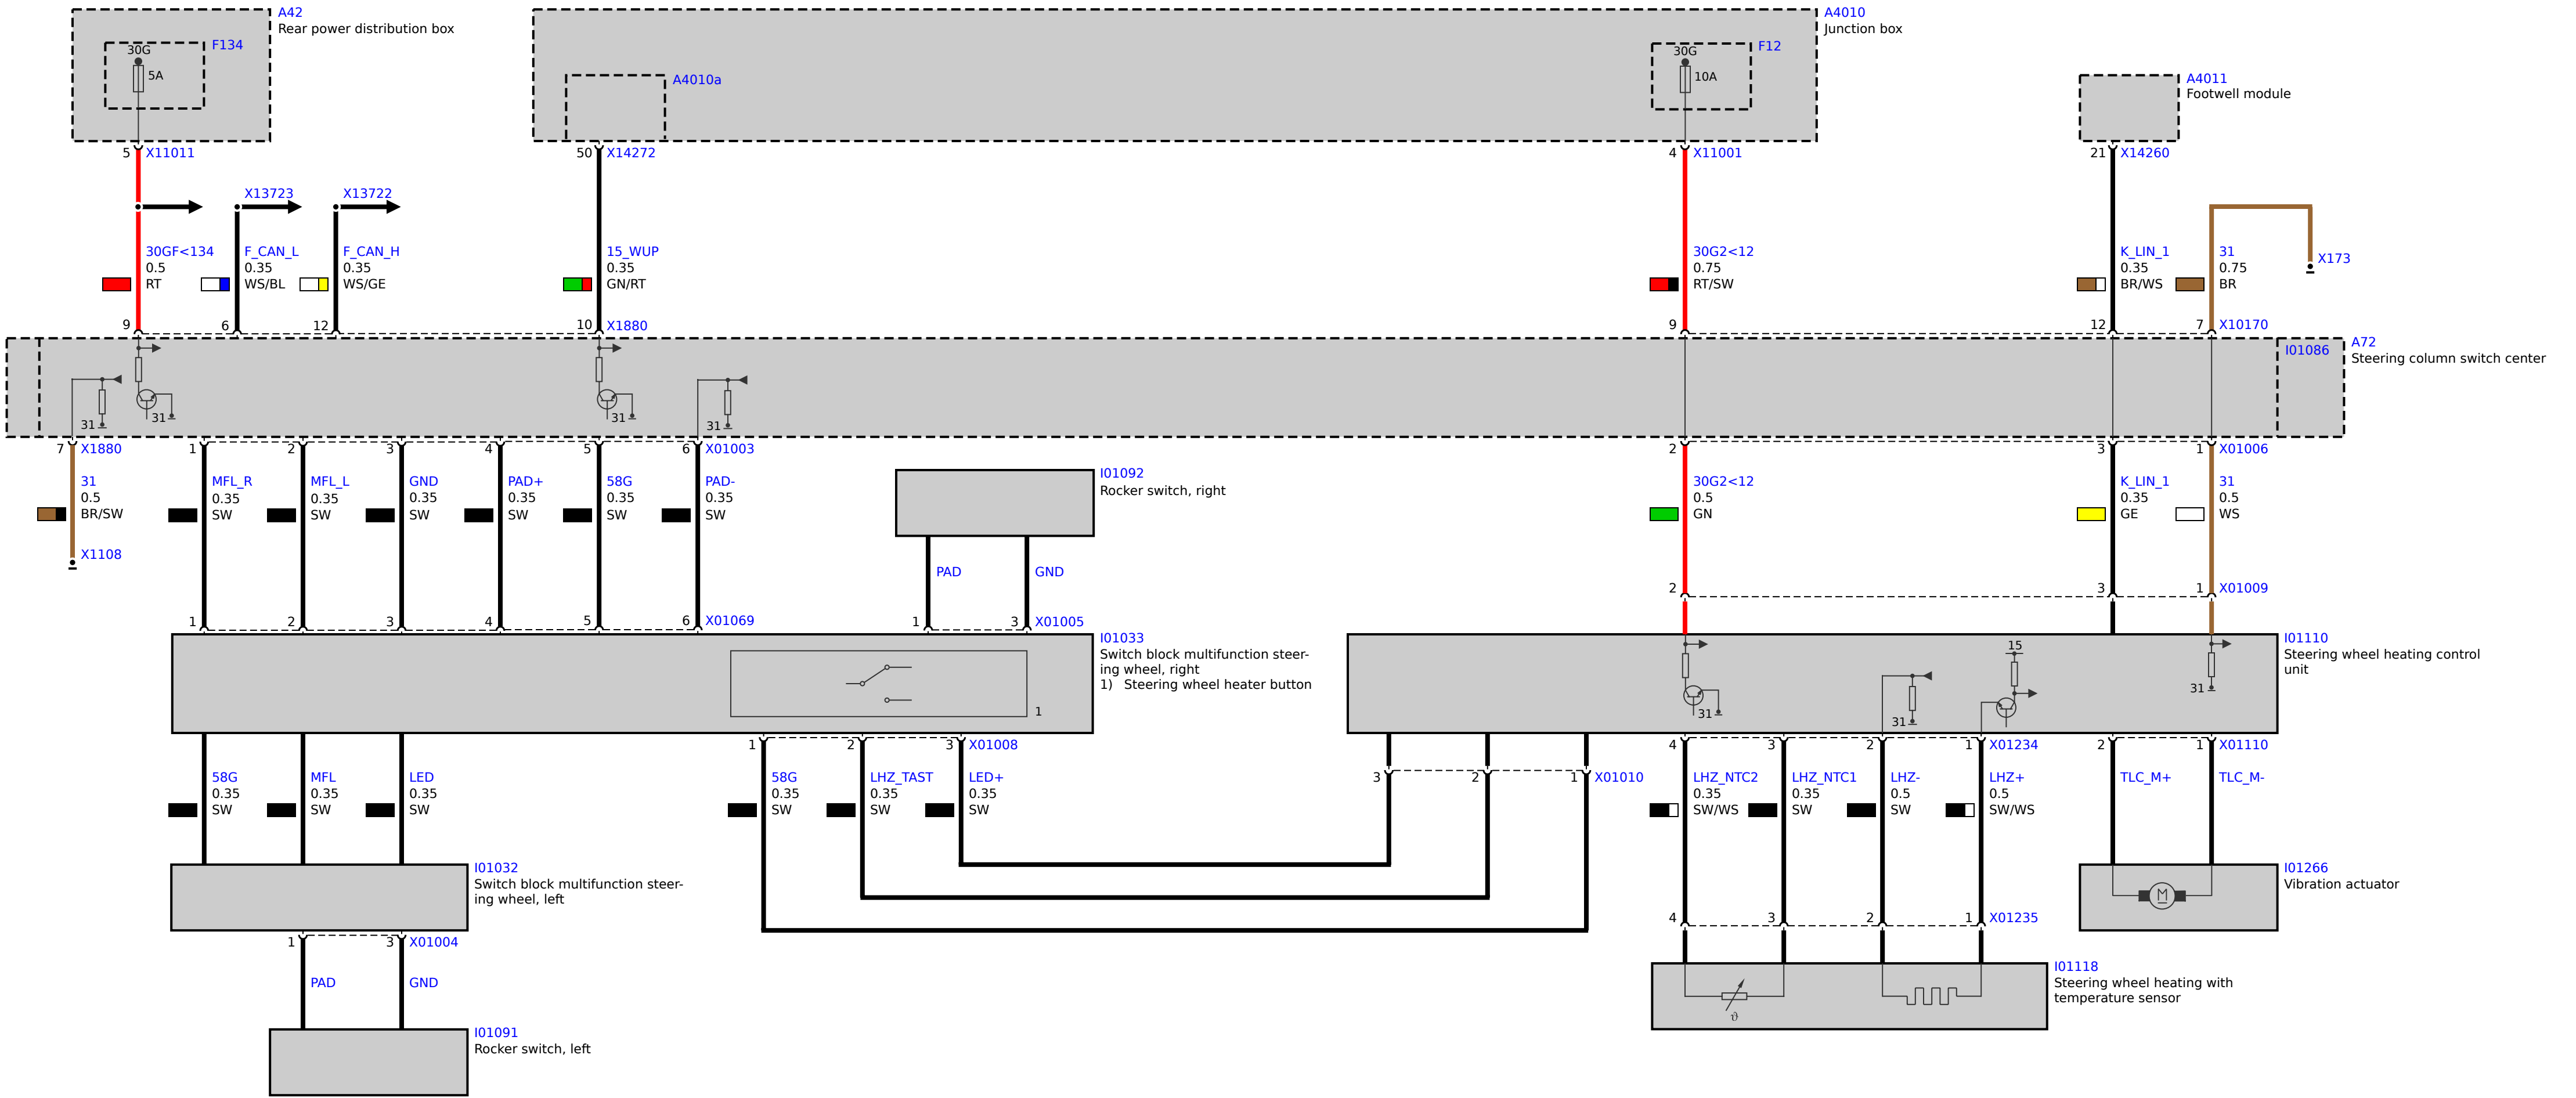 A42
Rear power distribution box
30G
F134
5A
A4010
Junction box
A4010a
30G
F12
10A
A4011
Footwell module
5 X11011
50 X14272
4 X11001
21 X14260
X13723
X13722
30GF<134
0.5
RT
F_CAN_L
0.35
WS/BL
F_CAN_H
0.35
WS/GE
15_WUP
0.35
GN/RT
30G2<12
0.75
RT/SW
K_LIN_1
0.35
BR/WS
31
0.75
BR
X173
9 6 12 10 X1880
9 12 7 X10170
I01086
A72
Steering column switch center
31
31
31
31
7 X1880
1 2 3 4 5 6 X01003
2 3 1 X01006
31
0.5
BR/SW
X1108
MFL_R
0.35
SW
MFL_L
0.35
SW
GND
0.35
SW
PAD+
0.35
SW
58G
0.35
SW
PAD-
0.35
SW
I01092
Rocker switch, right
PAD
GND
30G2<12
0.5
GN
K_LIN_1
0.35
GE
31
0.5
WS
2 3 1 X01009
1 2 3 4 5 6 X01069
1 3 X01005
I01033
Switch block multifunction steer-
ing wheel, right
1) Steering wheel heater button
1
I01110
Steering wheel heating control
unit
31
31
15
31
1 2 3 X01008
4 3 2 1 X01234
2 1 X01110
3 2 1 X01010
58G
0.35
SW
MFL
0.35
SW
LED
0.35
SW
58G
0.35
SW
LHZ_TAST
0.35
SW
LED+
0.35
SW
LHZ_NTC2
0.35
SW/WS
LHZ_NTC1
0.35
SW
LHZ-
0.5
SW
LHZ+
0.5
SW/WS
TLC_M+
TLC_M-
I01032
Switch block multifunction steer-
ing wheel, left
I01266
Vibration actuator
M
4 3 2 1 X01235
1 3 X01004
PAD
GND
I01118
Steering wheel heating with
temperature sensor
ϑ
I01091
Rocker switch, left